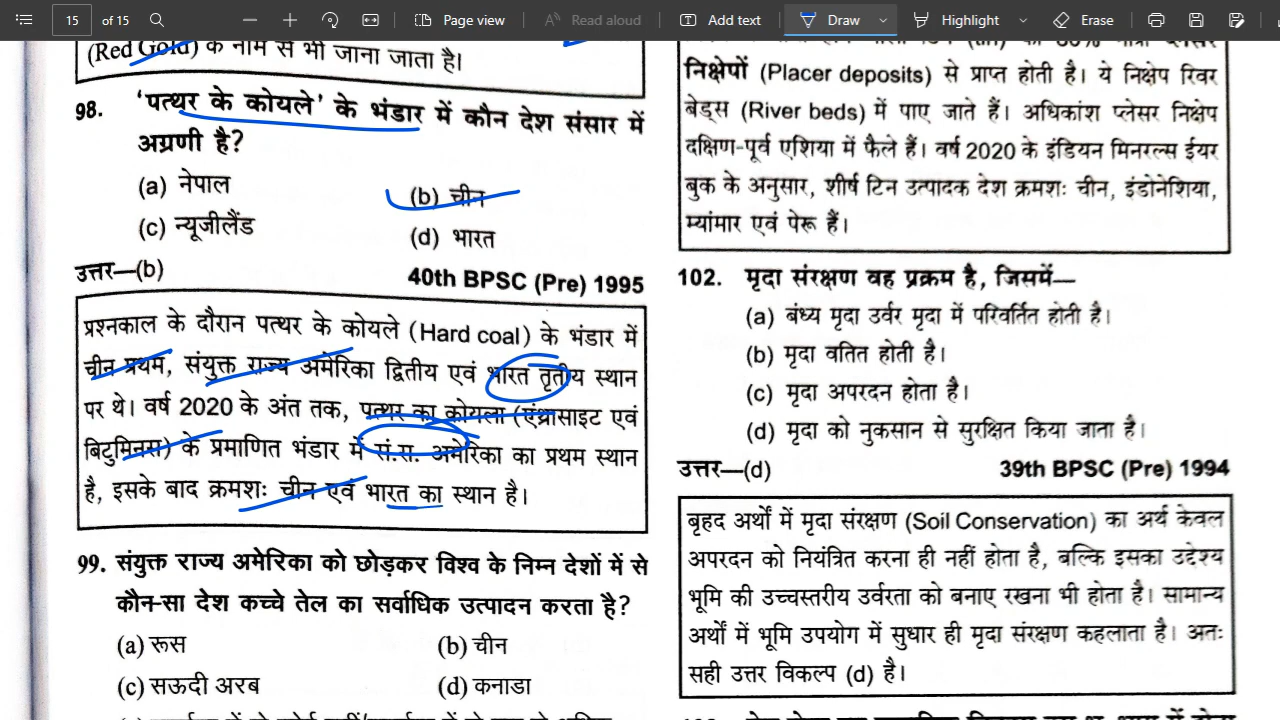 15
of 15
Page view
Read aloud
Add text
Draw
Highlight
Erase
(Red Gold) के नाम से भी जाना जाता है।
98. 'पत्थर के कोयले' के भंडार में कौन देश संसार में
अग्रणी है?
(a) नेपाल
(b) चीन
(c) न्यूजीलैंड
(d) भारत
उत्तर—(b)
40th BPSC (Pre) 1995
प्रश्नकाल के दौरान पत्थर के कोयले (Hard coal) के भंडार में
चीन प्रथम, संयुक्त राज्य अमेरिका द्वितीय एवं भारत तृतीय स्थान
पर थे। वर्ष 2020 के अंत तक, पत्थर का कोयला (एंथ्रासाइट एवं
बिटुमिनस) के प्रमाणित भंडार में सं.स. अमेरिका का प्रथम स्थान
है, इसके बाद क्रमशः चीन एवं भारत का स्थान है।
99. संयुक्त राज्य अमेरिका को छोड़कर विश्व के निम्न देशों में से
कौन-सा देश कच्चे तेल का सर्वाधिक उत्पादन करता है?
(a) रूस
(b) चीन
(c) सऊदी अरब
(d) कनाडा
निक्षेपों (Placer deposits) से प्राप्त होती है। ये निक्षेप रिवर
बेड्स (River beds) में पाए जाते हैं। अधिकांश प्लेसर निक्षेप
दक्षिण-पूर्व एशिया में फैले हैं। वर्ष 2020 के इंडियन मिनरल्स ईयर
बुक के अनुसार, शीर्ष टिन उत्पादक देश क्रमशः चीन, इंडोनेशिया,
म्यांमार एवं पेरू हैं।
102. मृदा संरक्षण वह प्रक्रम है, जिसमें—
(a) बंध्य मृदा उर्वर मृदा में परिवर्तित होती है।
(b) मृदा वतित होती है।
(c) मृदा अपरदन होता है।
(d) मृदा को नुकसान से सुरक्षित किया जाता है।
उत्तर—(d)
39th BPSC (Pre) 1994
बृहद अर्थों में मृदा संरक्षण (Soil Conservation) का अर्थ केवल
अपरदन को नियंत्रित करना ही नहीं होता है, बल्कि इसका उद्देश्य
भूमि की उच्चस्तरीय उर्वरता को बनाए रखना भी होता है। सामान्य
अर्थों में भूमि उपयोग में सुधार ही मृदा संरक्षण कहलाता है। अतः
सही उत्तर विकल्प (d) है।